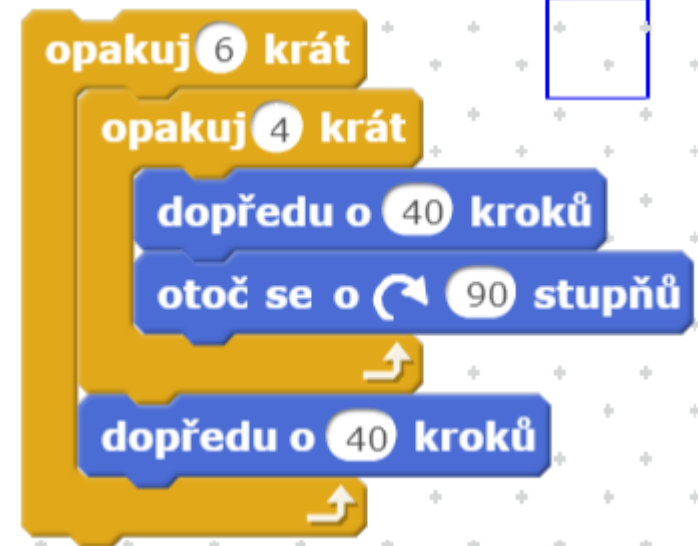 opakuj 6 krát
opakuj 4 krát
dopředu o 40 kroků
otoč se o 90 stupňů
dopředu o 40 kroků